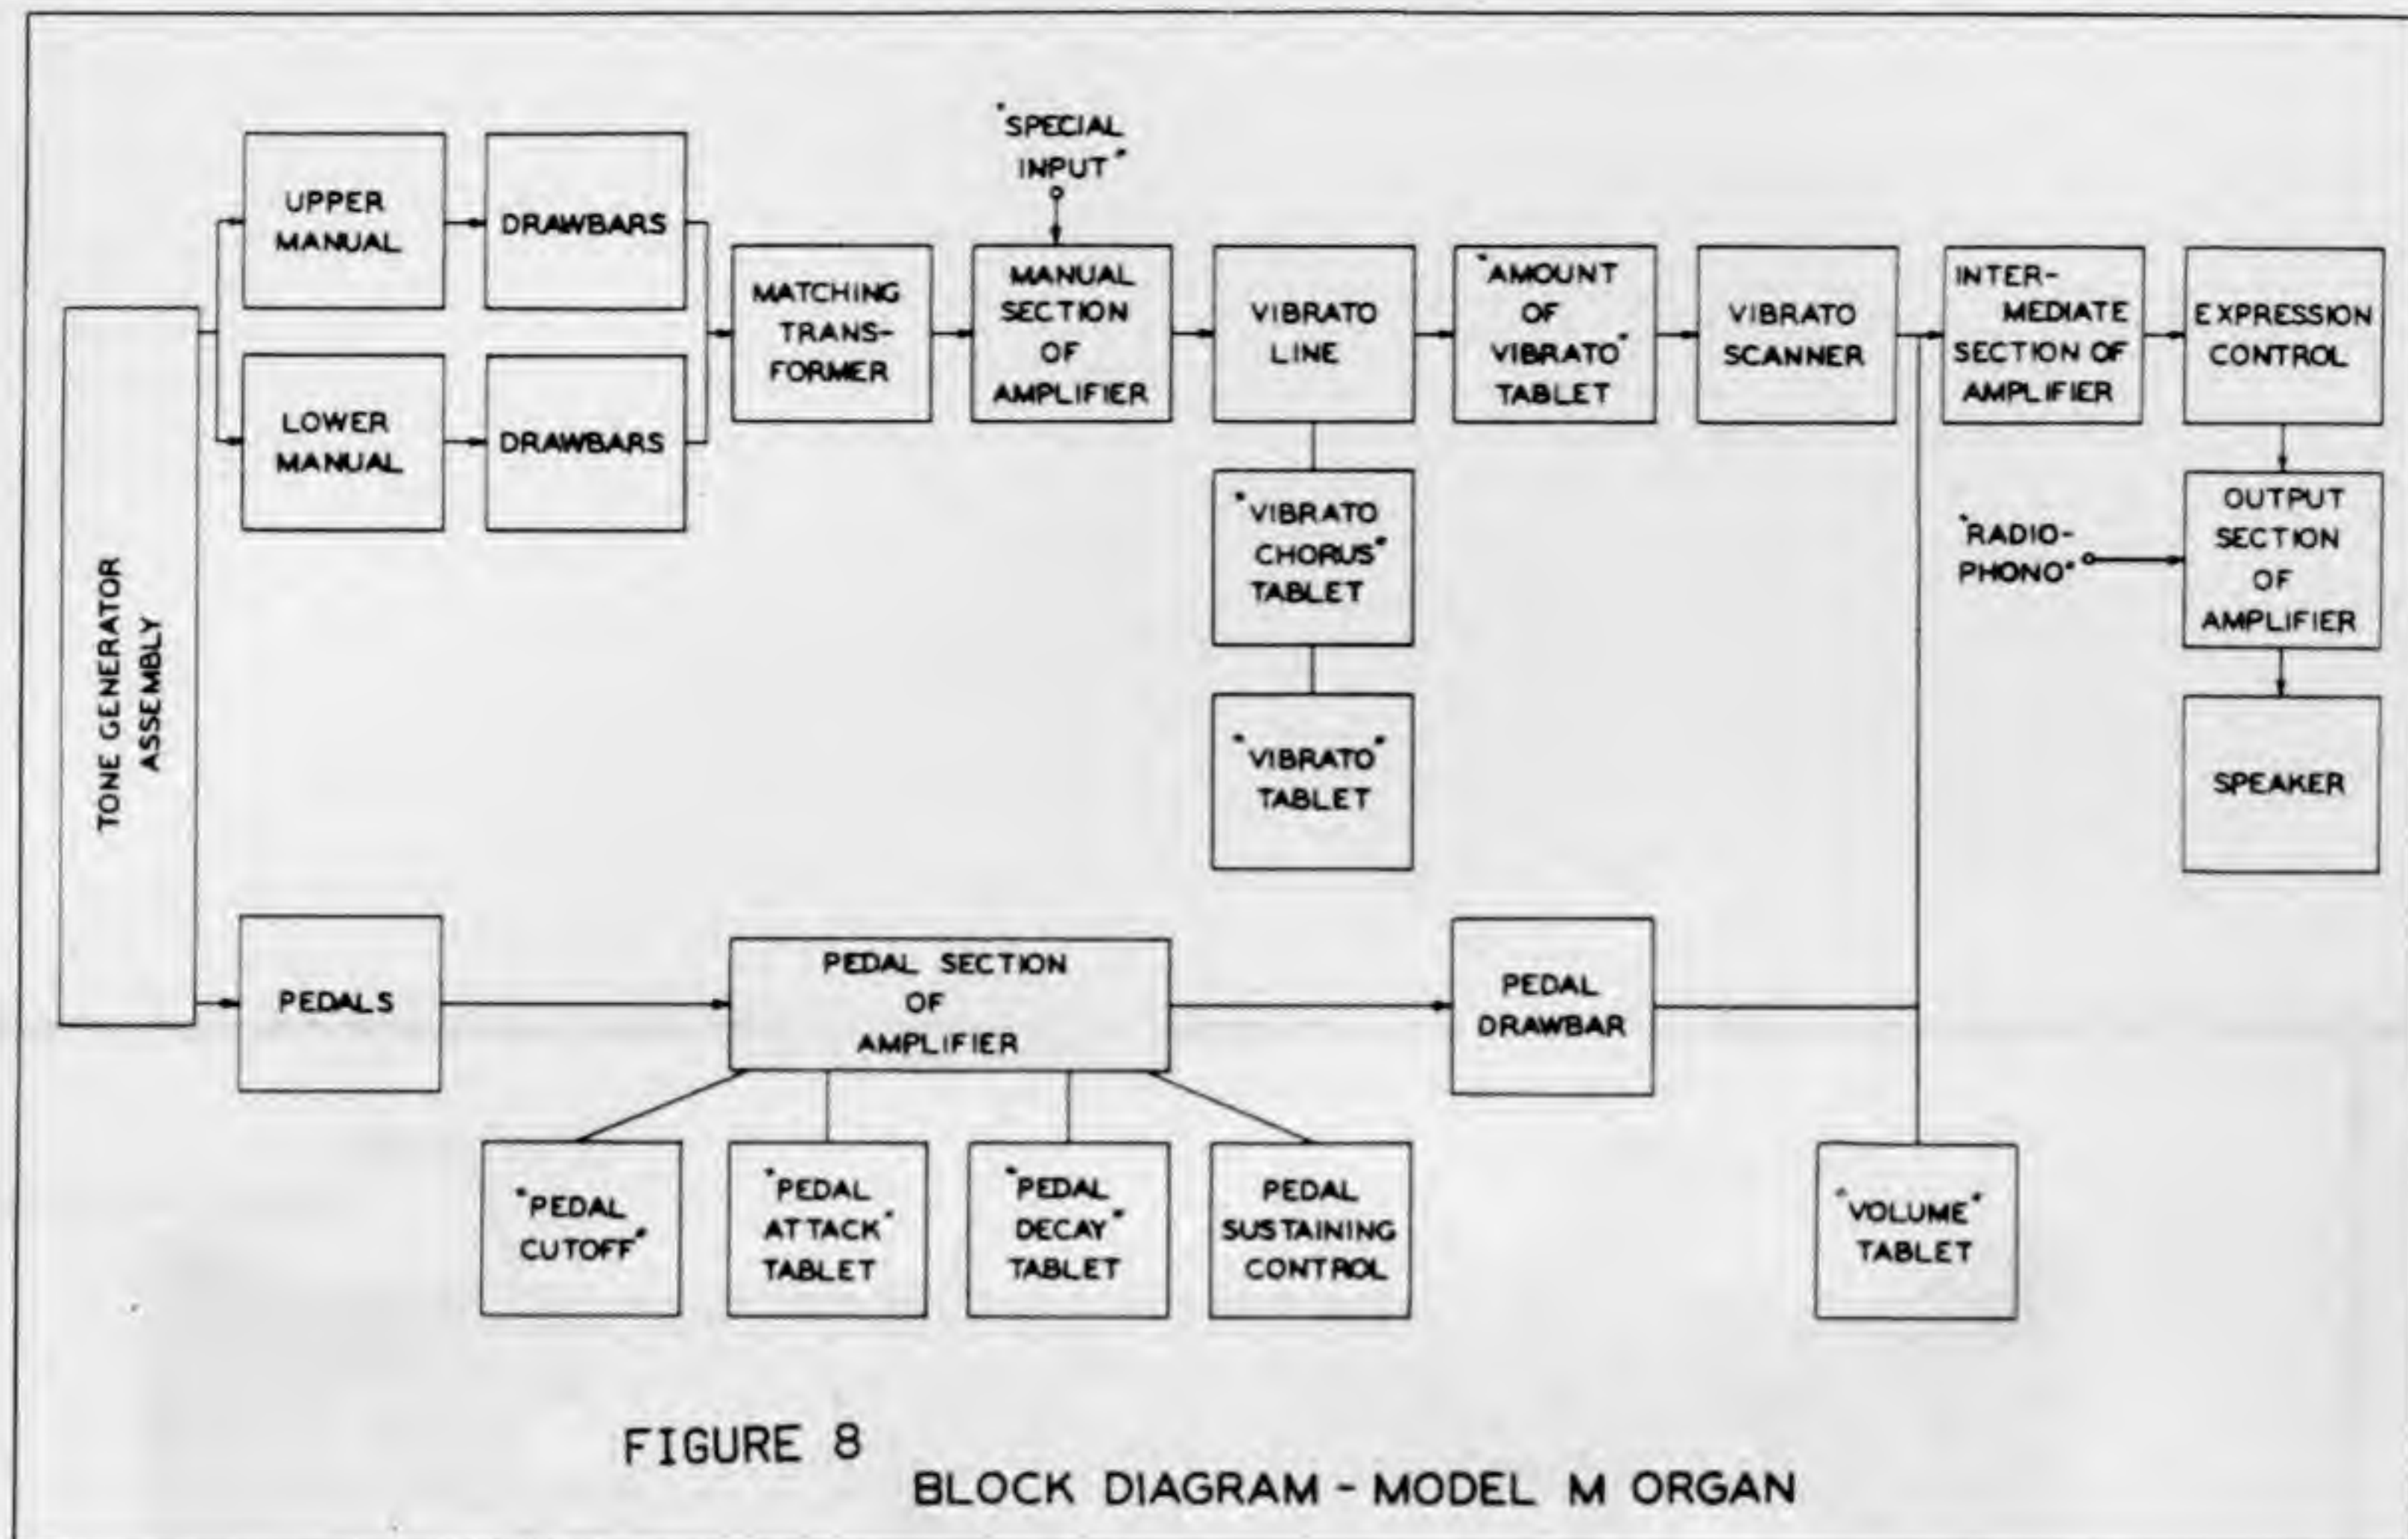 TONE GENERATOR
ASSEMBLY
UPPER
MANUAL
DRAWBARS
LOWER
MANUAL
DRAWBARS
MATCHING
TRANS-
FORMER
"SPECIAL
INPUT"
MANUAL
SECTION
OF
AMPLIFIER
VIBRATO
LINE
"AMOUNT
OF
VIBRATO"
TABLET
VIBRATO
SCANNER
INTER-
MEDIATE
SECTION OF
AMPLIFIER
EXPRESSION
CONTROL
"VIBRATO
CHORUS"
TABLET
"VIBRATO"
TABLET
"RADIO-
PHONO"
OUTPUT
SECTION
OF
AMPLIFIER
SPEAKER
PEDALS
PEDAL SECTION
OF
AMPLIFIER
PEDAL
DRAWBAR
"PEDAL
CUTOFF"
"PEDAL
ATTACK"
TABLET
"PEDAL
DECAY"
TABLET
PEDAL
SUSTAINING
CONTROL
"VOLUME"
TABLET
FIGURE 8
BLOCK DIAGRAM - MODEL M ORGAN